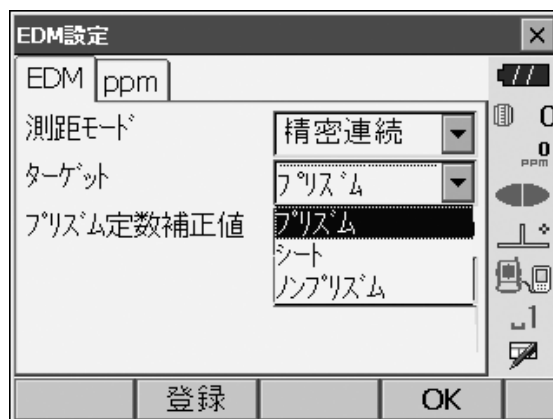 EDM設定
EDM ppm
測距モード 精密連続
ターゲット プリズム
プリズム定数補正値 プリズム
シート
ノンプリズム
0
0
PPM
1
登録 OK